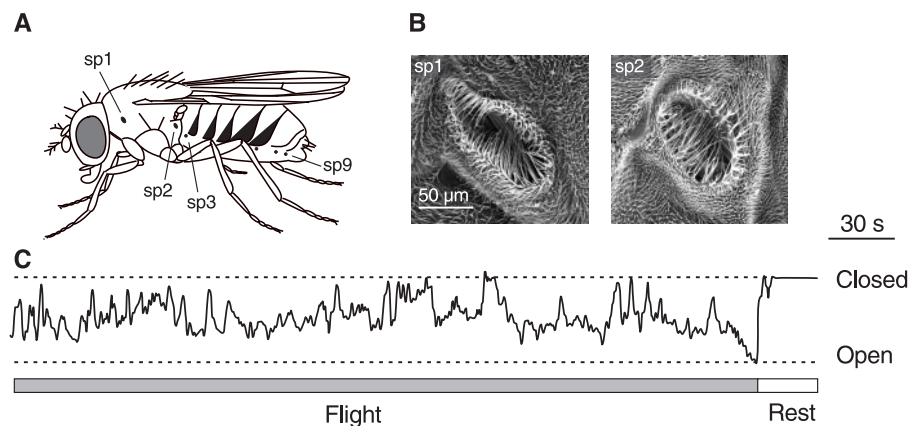 A
sp1
sp2
sp3
sp9
B
sp1
sp2
50 µm
30 s
C
Closed
Open
Flight
Rest